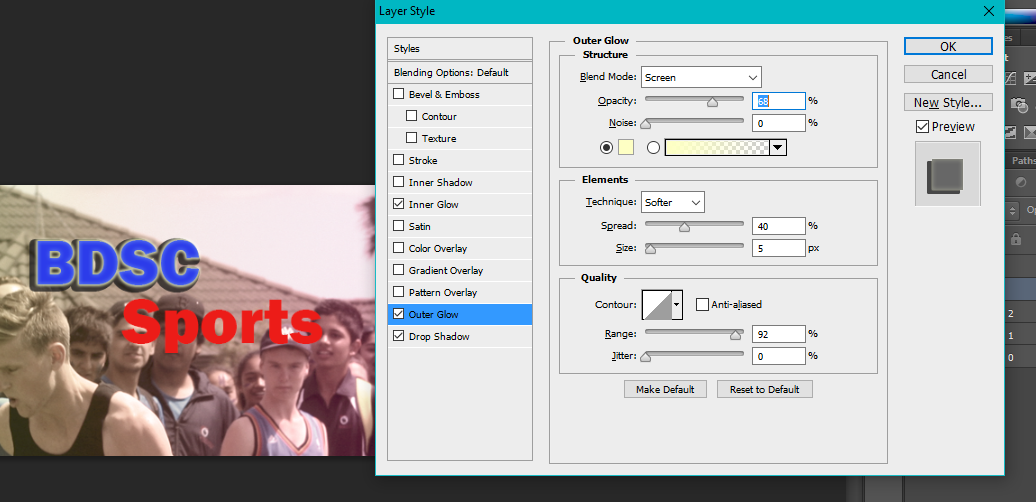 Layer Style
Styles
Blending Options: Default
Bevel & Emboss
Contour
Texture
Stroke
Inner Shadow
Inner Glow
Satin
Color Overlay
Gradient Overlay
Pattern Overlay
Outer Glow
Drop Shadow
Outer Glow
Structure
Blend Mode: Screen
Opacity: 68 %
Noise: 0 %
Elements
Technique: Softer
Spread: 40 %
Size: 5 px
Quality
Contour: Anti-aliased
Range: 92 %
Jitter: 0 %
Make Default Reset to Default
OK
Cancel
New Style...
Preview
BDSC
Sports
Paths
2
1
0